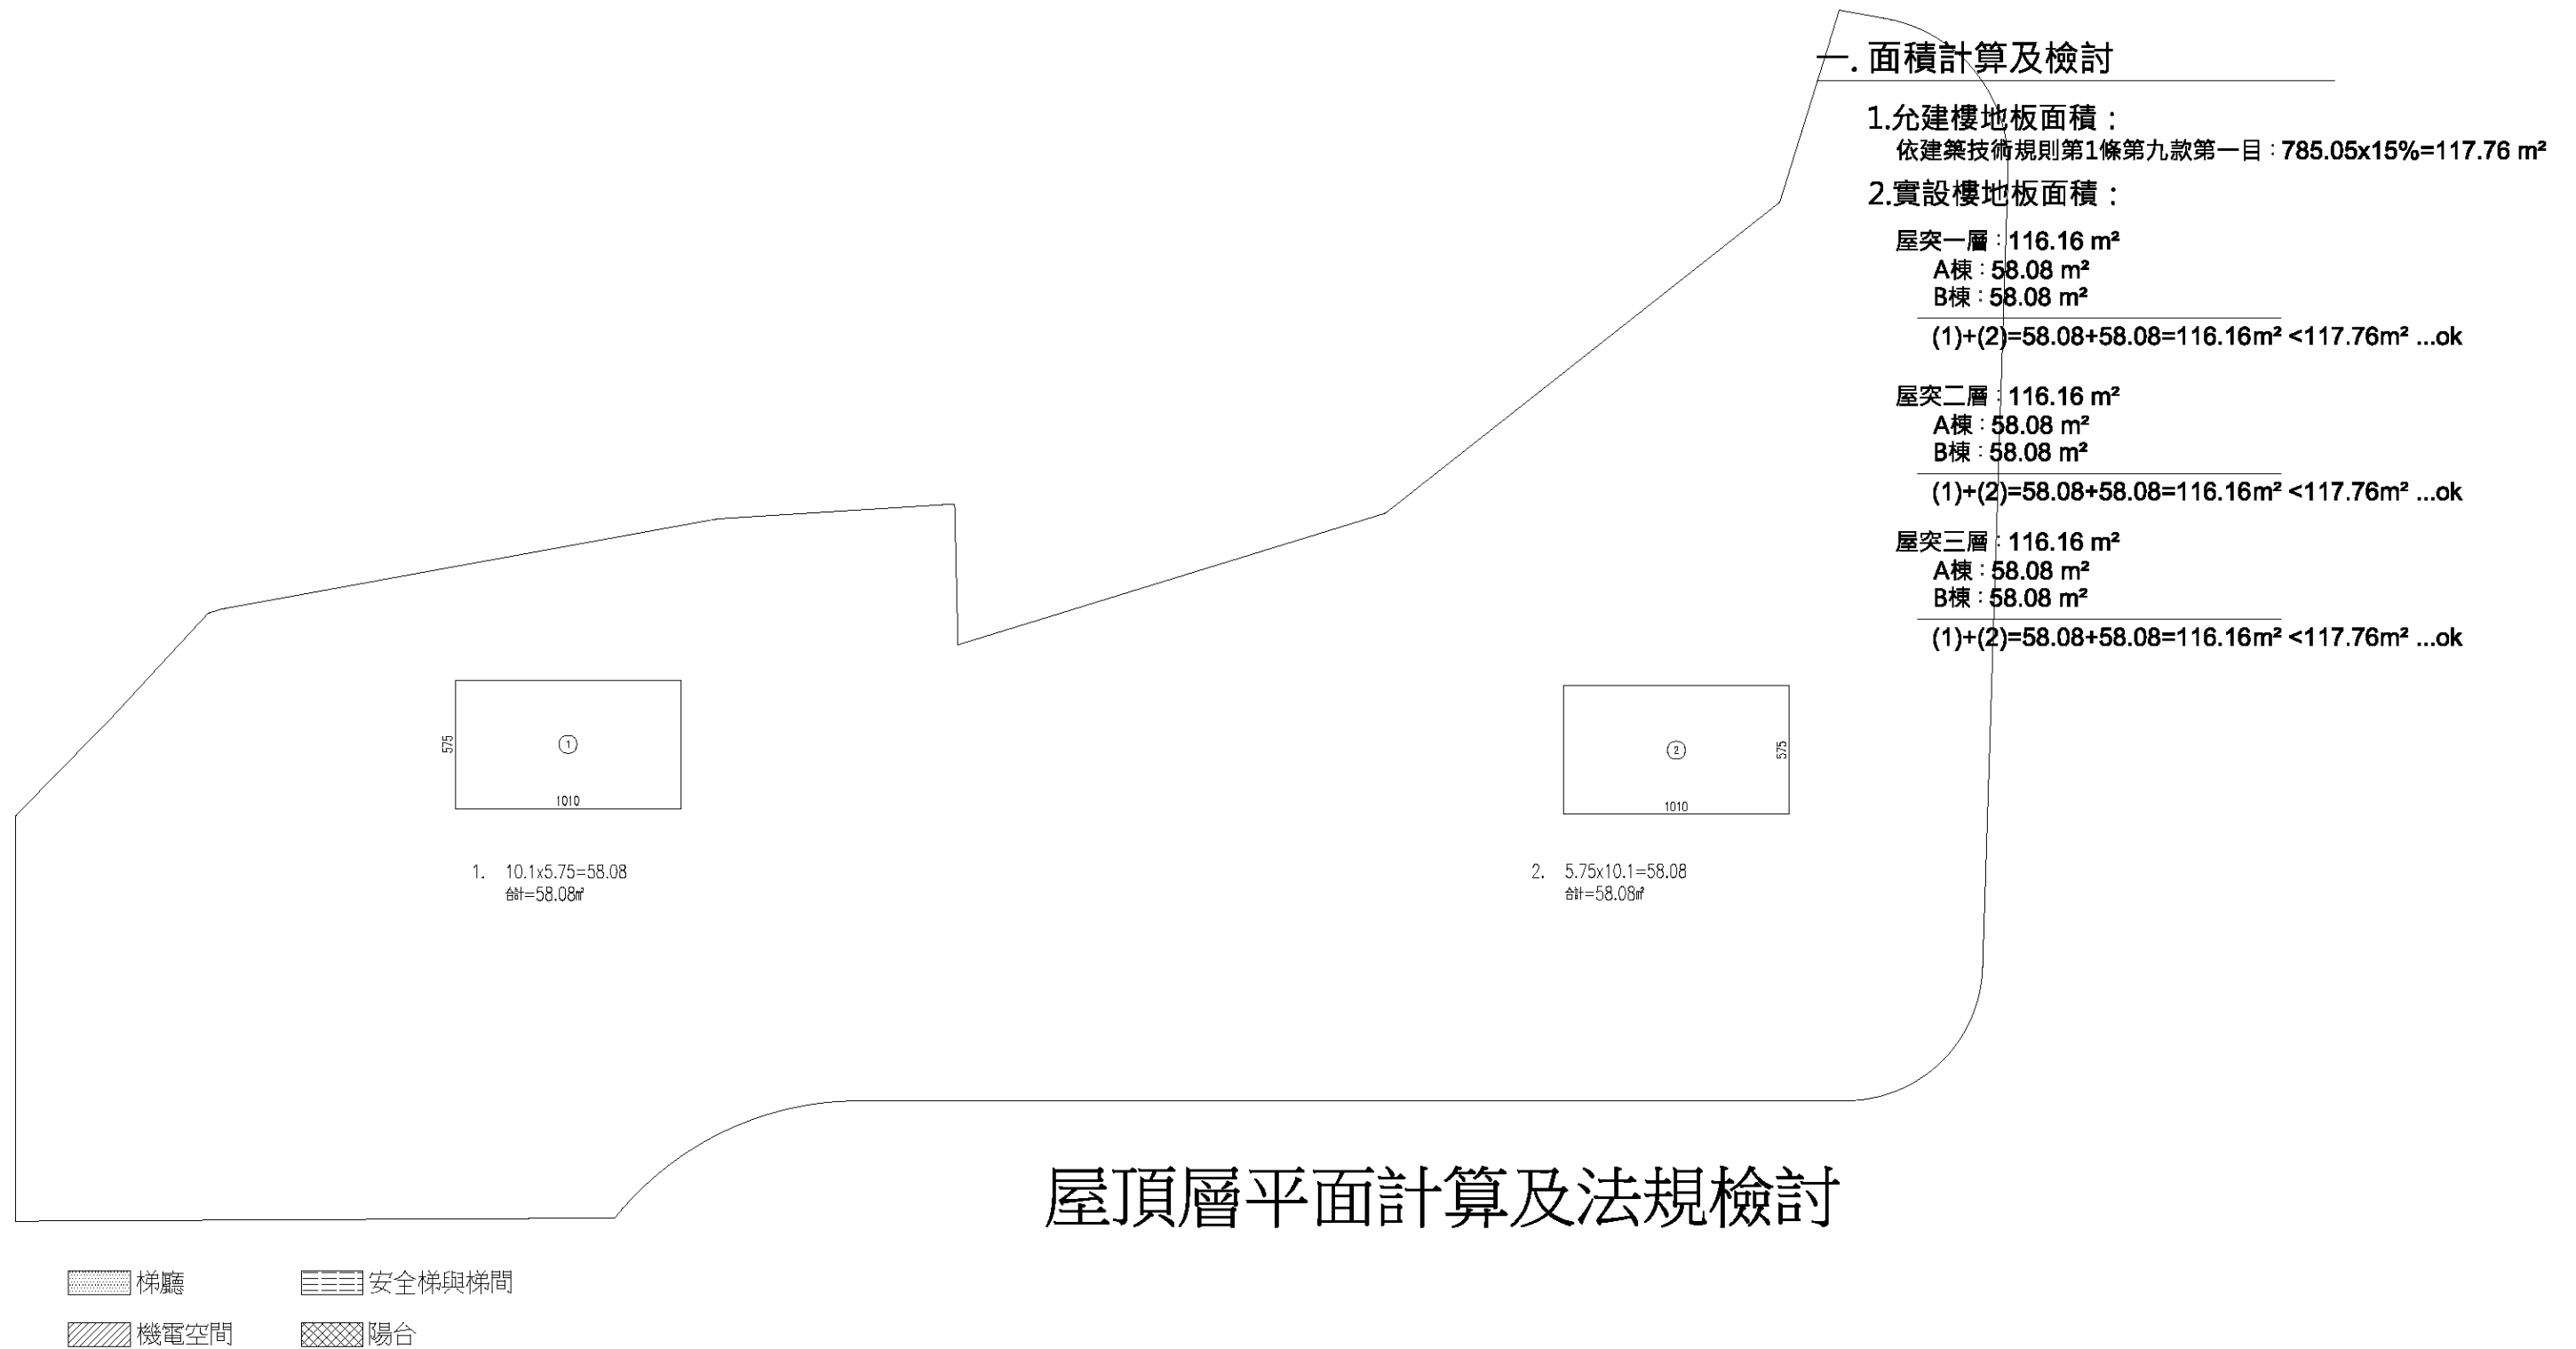 一. 面積計算及檢討
1.允建樓地板面積：
依建築技術規則第1條第九款第一目：785.05x15%=117.76 m²
2.實設樓地板面積：
屋突一層：116.16 m²
A棟：58.08 m²
B棟：58.08 m²
(1)+(2)=58.08+58.08=116.16m² <117.76m² ...ok
屋突二層：116.16 m²
A棟：58.08 m²
B棟：58.08 m²
(1)+(2)=58.08+58.08=116.16m² <117.76m² ...ok
屋突三層：116.16 m²
A棟：58.08 m²
B棟：58.08 m²
(1)+(2)=58.08+58.08=116.16m² <117.76m² ...ok
575
1
1010
1. 10.1x5.75=58.08
合計=58.08㎡
2
575
1010
2. 5.75x10.1=58.08
合計=58.08㎡
屋頂層平面計算及法規檢討
梯廳
安全梯與梯間
機電空間
陽台